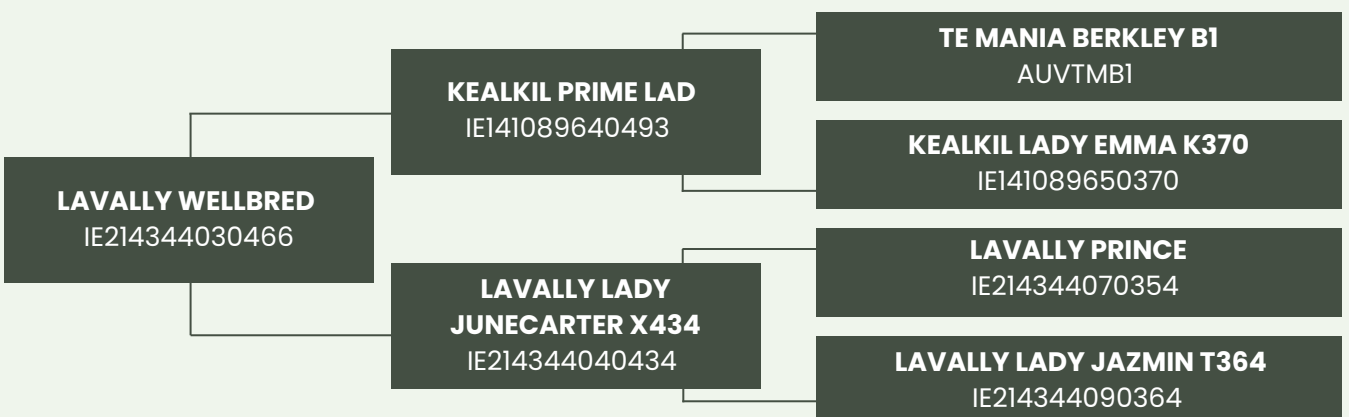 TE MANIA BERKLEY B1
AUVTMB1
KEALKIL PRIME LAD
IE141089640493
KEALKIL LADY EMMA K370
IE141089650370
LAVALLY WELLBRED
IE214344030466
LAVALLY PRINCE
IE214344070354
LAVALLY LADY
JUNECARTER X434
IE214344040434
LAVALLY LADY JAZMIN T364
IE214344090364